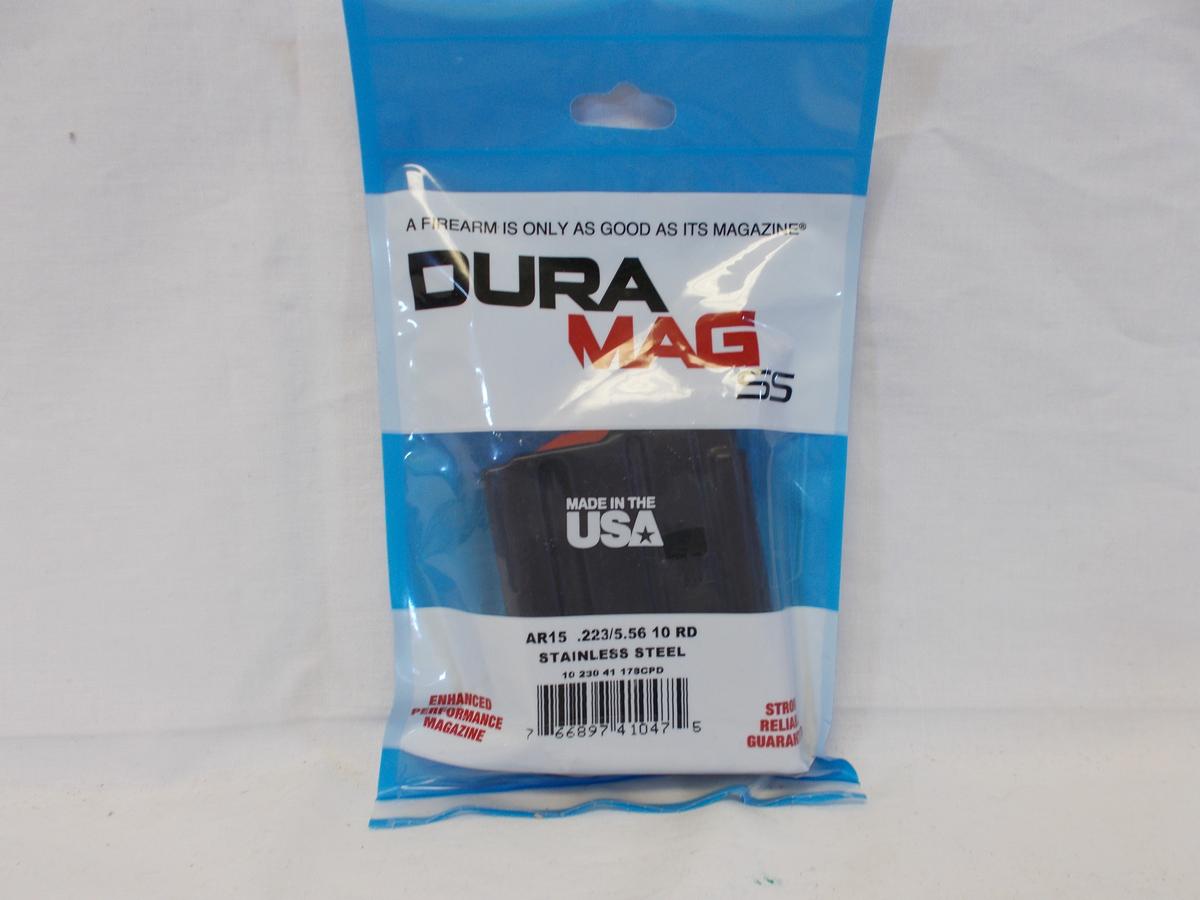 A FIREARM IS ONLY AS GOOD AS ITS MAGAZINE®
DURA
MAG
SS
MADE IN THE
USA
AR15 .223/5.56 10 RD
STAINLESS STEEL
10 230 41 178CPD
ENHANCED
PERFORMANCE
MAGAZINE
7 66897 41047 5